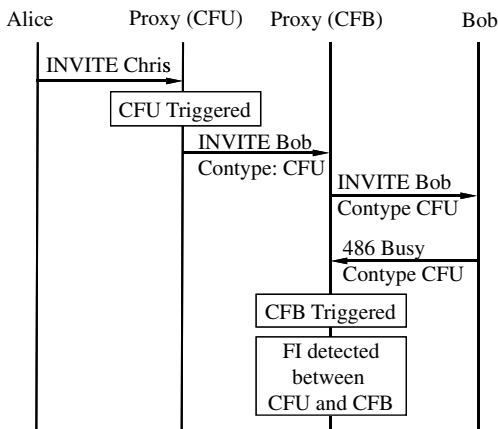 Alice
Proxy (CFU)
Proxy (CFB)
Bob
INVITE Chris
CFU Triggered
INVITE Bob
Contype: CFU
INVITE Bob
Contype CFU
486 Busy
Contype CFU
CFB Triggered
FI detected
between
CFU and CFB